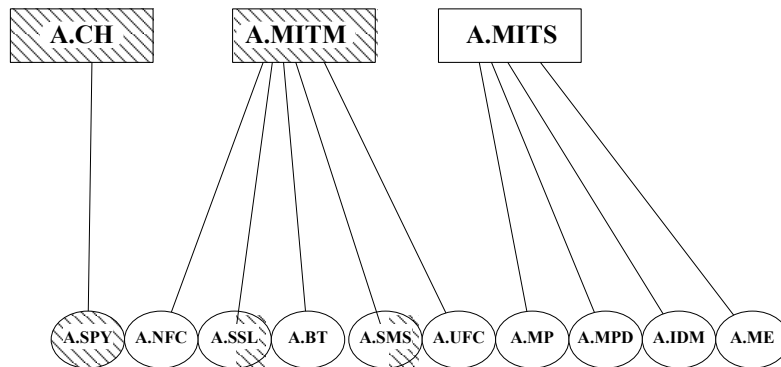 A.CH
A.MITM
A.MITS
A.SPY
A.NFC
A.SSL
A.BT
A.SMS
A.UFC
A.MP
A.MPD
A.IDM
A.ME